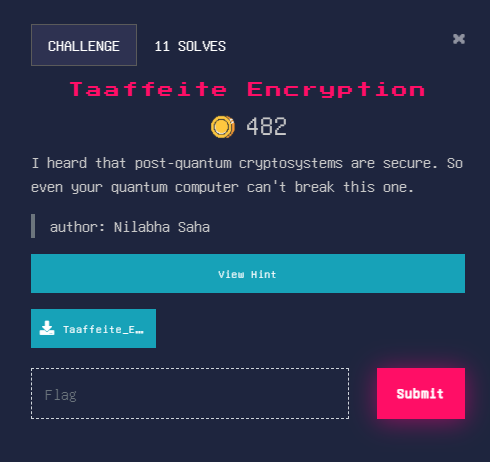 CHALLENGE
11 SOLVES
Taaffeite Encryption
482
I heard that post-quantum cryptosystems are secure. So
even your quantum computer can't break this one.
author: Nilabha Saha
View Hint
Taaffeite_E…
Flag
Submit